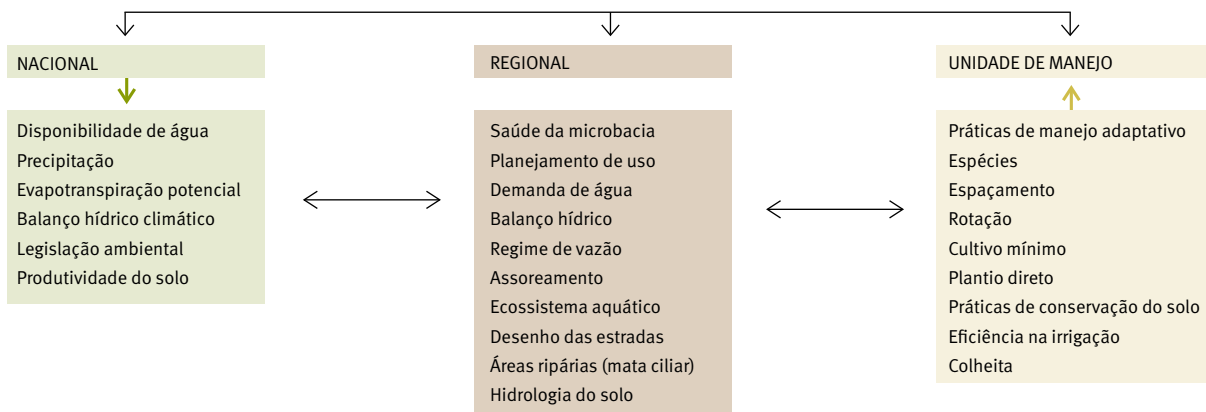 NACIONAL
Disponibilidade de água
Precipitação
Evapotranspiração potencial
Balanço hídrico climático
Legislação ambiental
Produtividade do solo
REGIONAL
Saúde da microbacia
Planejamento de uso
Demanda de água
Balanço hídrico
Regime de vazão
Assoreamento
Ecossistema aquático
Desenho das estradas
Áreas ripárias (mata ciliar)
Hidrologia do solo
UNIDADE DE MANEJO
Práticas de manejo adaptativo
Espécies
Espaçamento
Rotação
Cultivo mínimo
Plantio direto
Práticas de conservação do solo
Eficiência na irrigação
Colheita